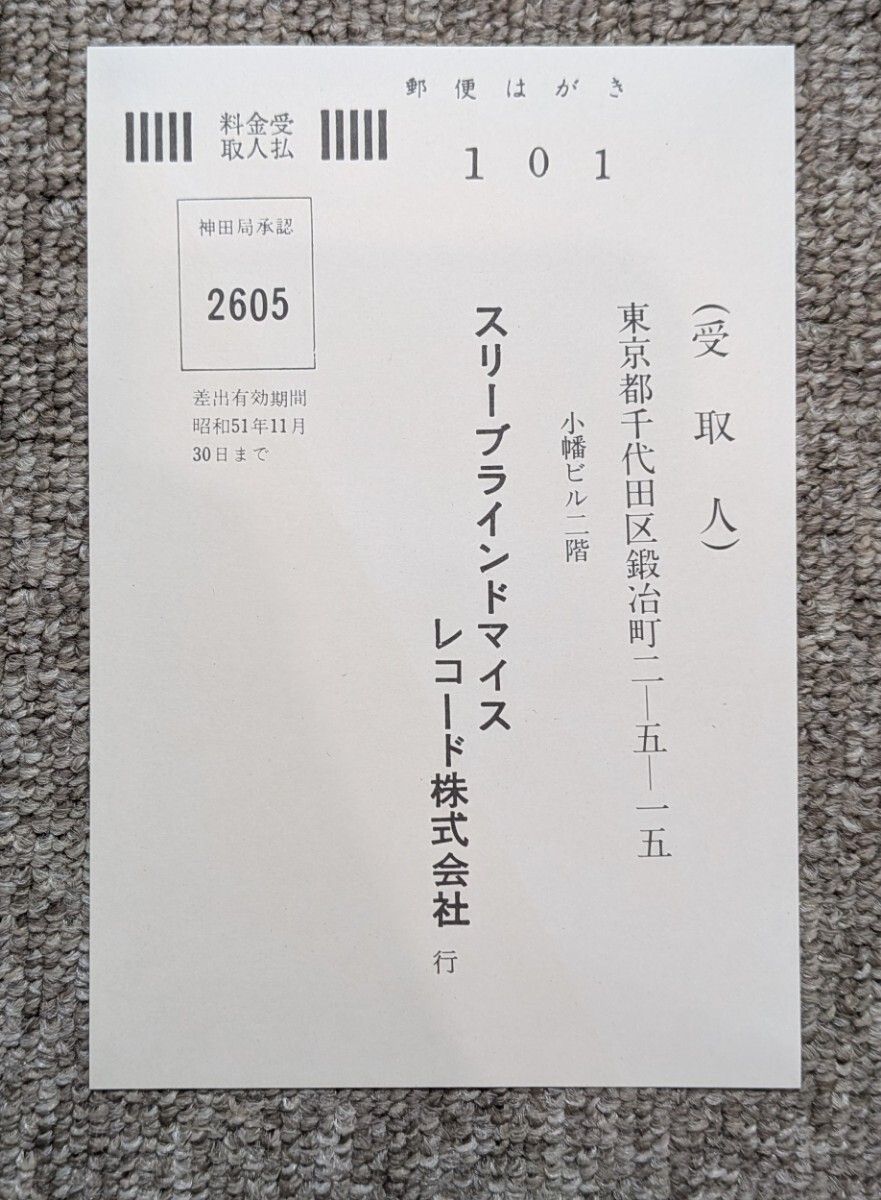 郵便はがき
101
料金受
取人払
神田局承認
2605
差出有効期間
昭和51年11月
30日まで
(受取人)
東京都千代田区鍛冶町二―五―一五
小幡ビル二階
スリーブラインドマイス
レコード株式会社 行